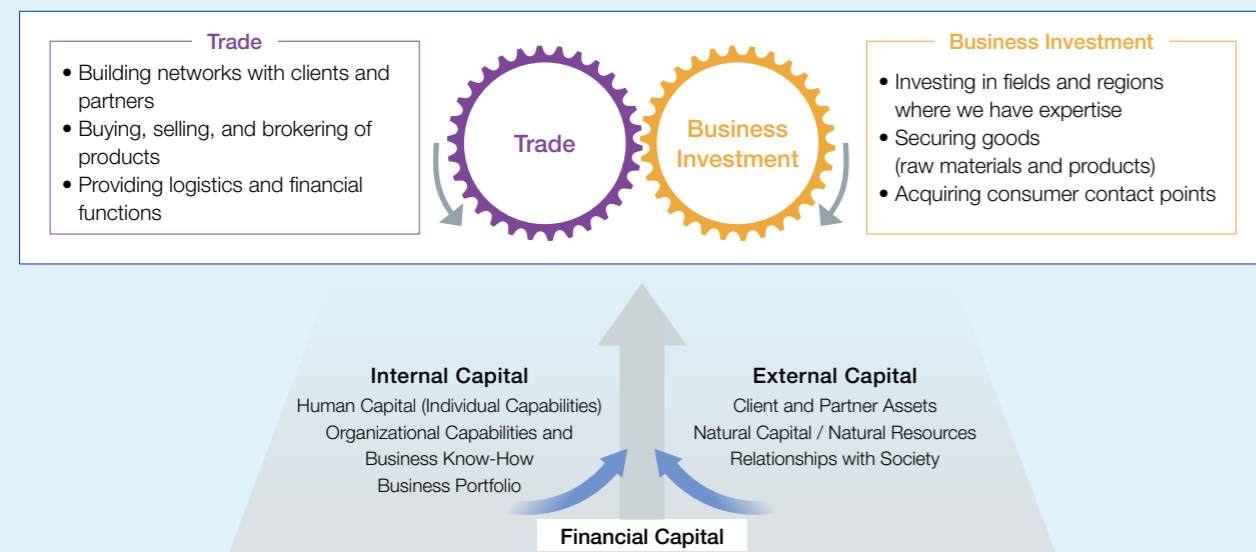 Trade
• Building networks with clients and
partners
• Buying, selling, and brokering of
products
• Providing logistics and financial
functions
Trade
Business
Investment
Business Investment
• Investing in fields and regions
where we have expertise
• Securing goods
(raw materials and products)
• Acquiring consumer contact points
Internal Capital
Human Capital (Individual Capabilities)
Organizational Capabilities and
Business Know-How
Business Portfolio
External Capital
Client and Partner Assets
Natural Capital / Natural Resources
Relationships with Society
Financial Capital